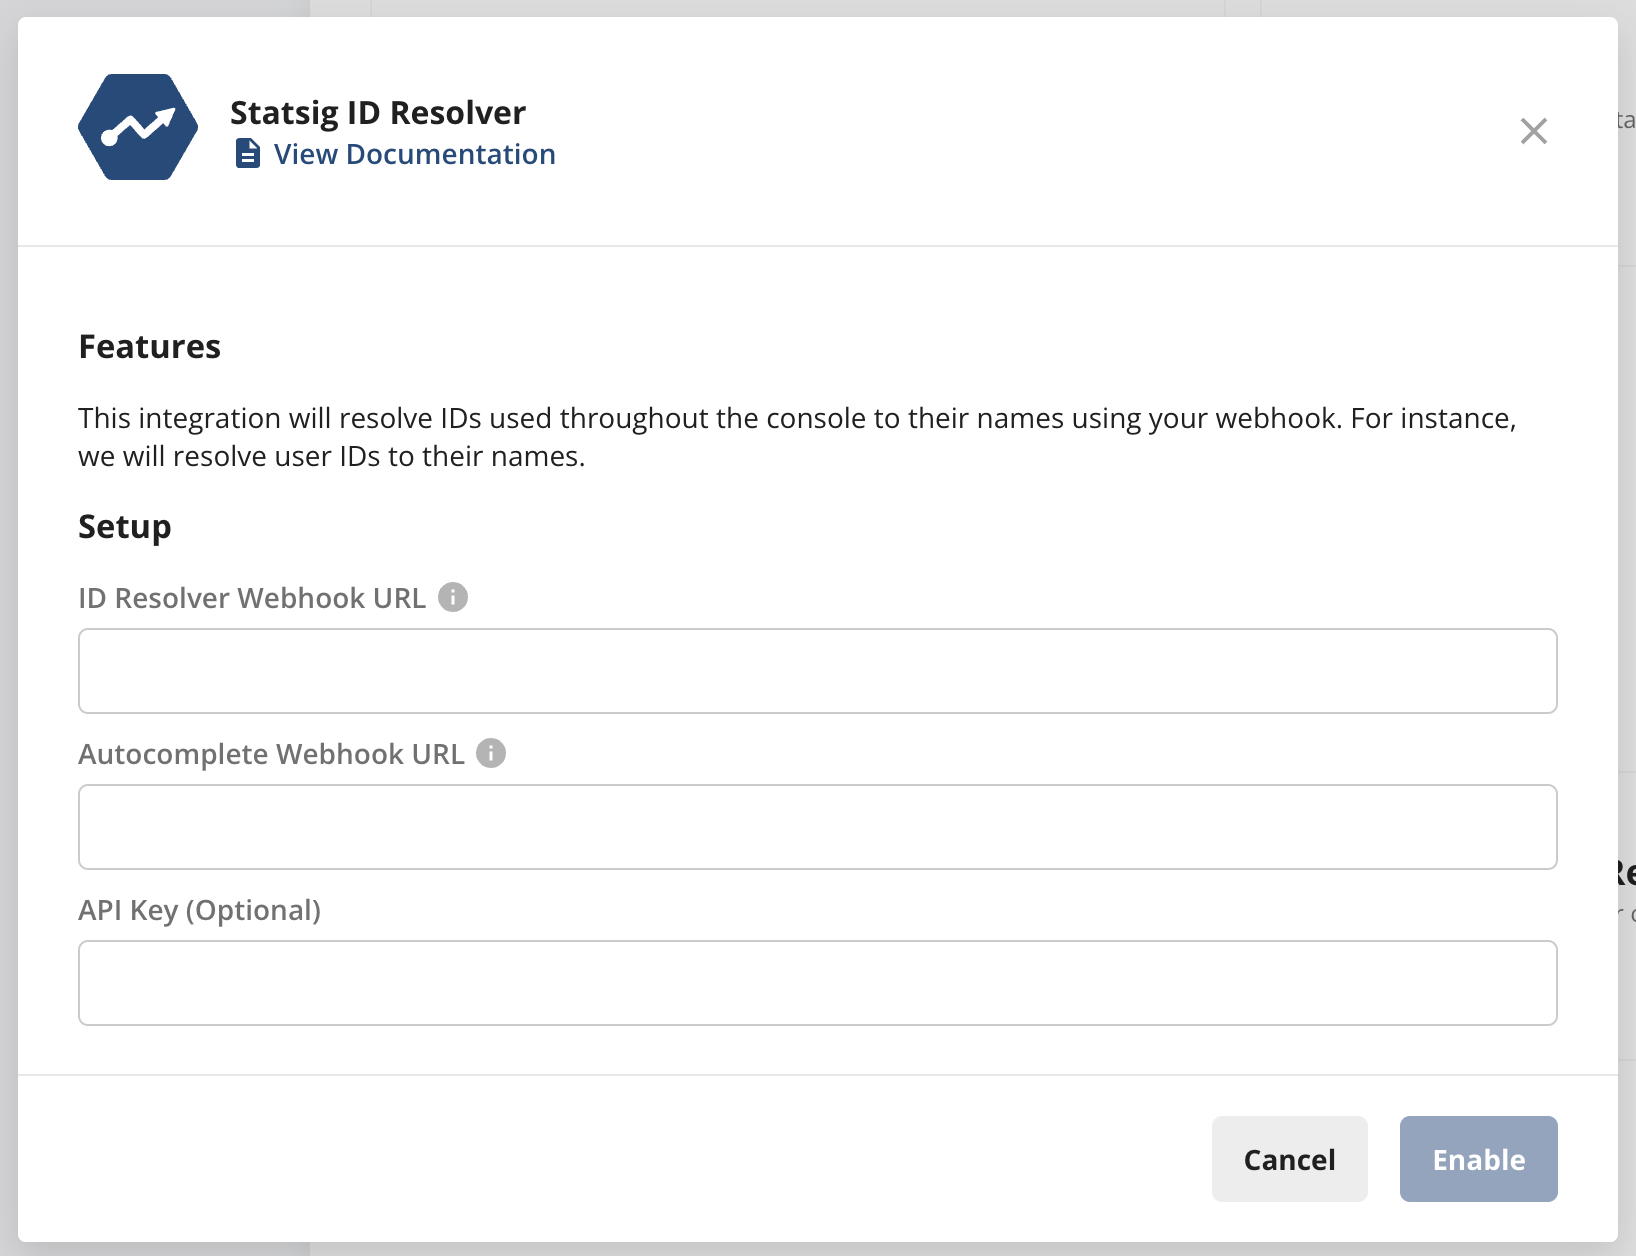 Statsig ID Resolver
View Documentation
Features
This integration will resolve IDs used throughout the console to their names using your webhook. For instance,
we will resolve user IDs to their names.
Setup
ID Resolver Webhook URL
Autocomplete Webhook URL
API Key (Optional)
Cancel
Enable